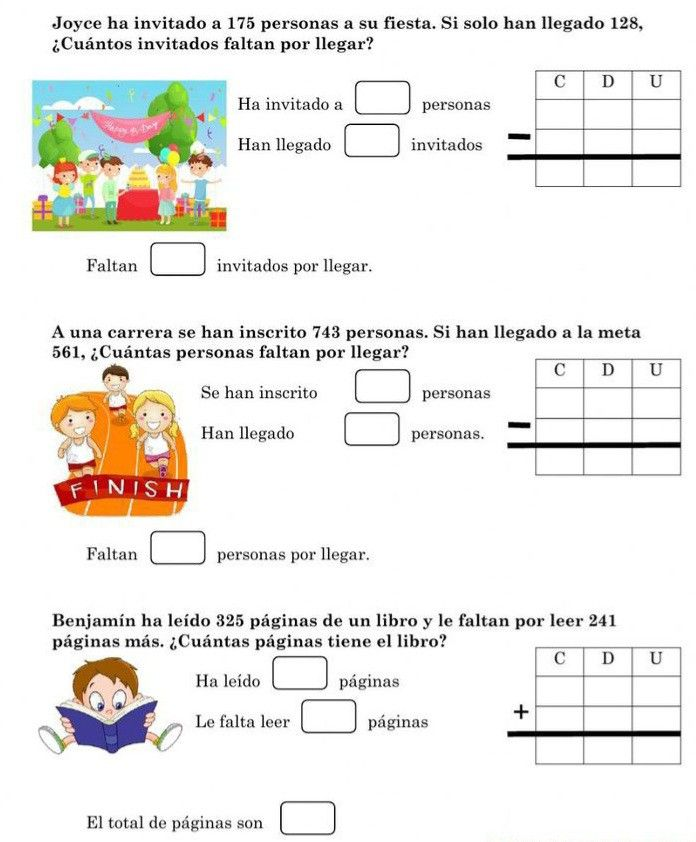 Joyce ha invitado a 175 personas a su fiesta. Si solo han llegado 128,
¿Cuántos invitados faltan por llegar?
C D U
Ha invitado a personas
Han llegado invitados
−
Faltan invitados por llegar.
A una carrera se han inscrito 743 personas. Si han llegado a la meta
561, ¿Cuántas personas faltan por llegar?
C D U
Se han inscrito personas
Han llegado personas.
−
FINISH
Faltan personas por llegar.
Benjamín ha leído 325 páginas de un libro y le faltan por leer 241
páginas más. ¿Cuántas páginas tiene el libro?
C D U
Ha leído páginas
Le falta leer páginas
+
El total de páginas son